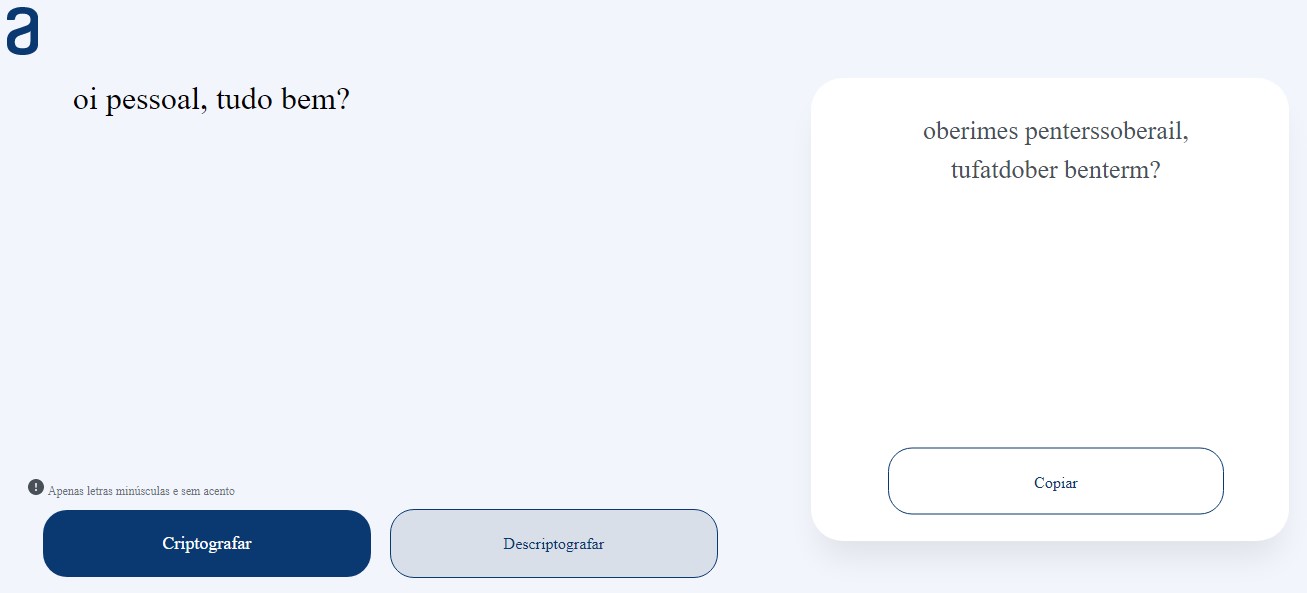 a
oi pessoal, tudo bem?
oberimes penterssoberail,
tufatdober benterm?
Copiar
! Apenas letras minúsculas e sem acento
Criptografar
Descriptografar